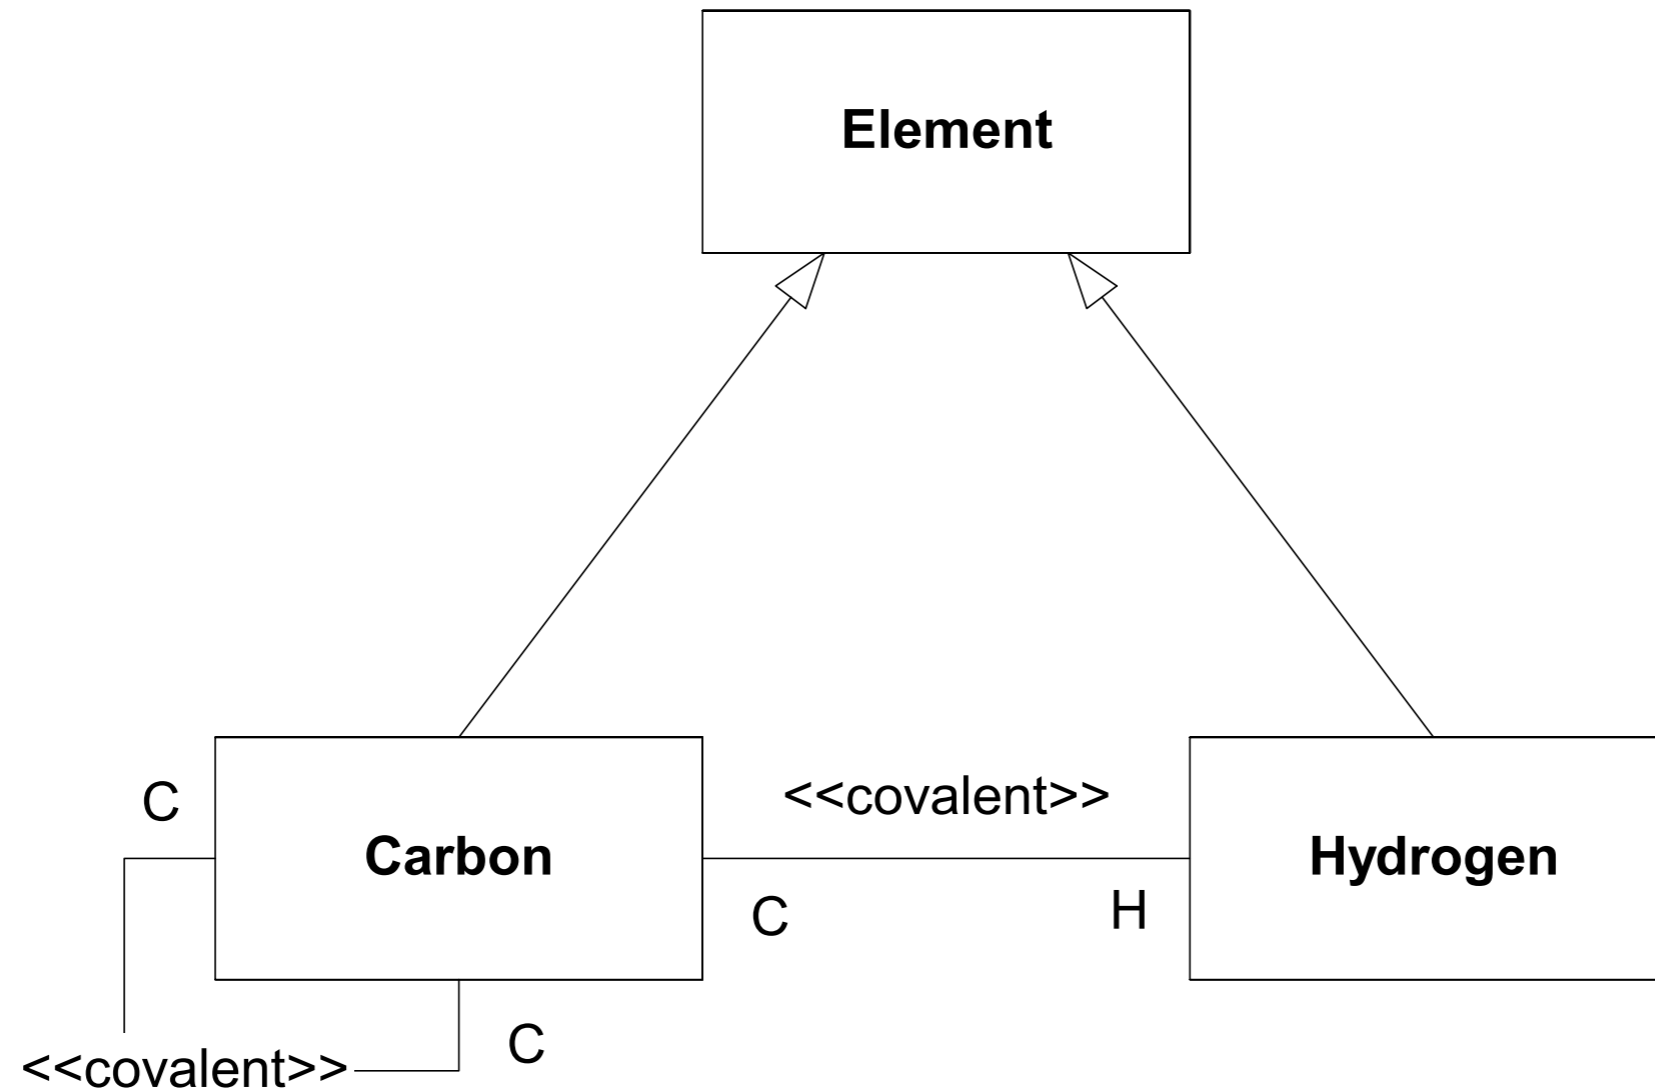 Element
C
<<covalent>>
Carbon
Hydrogen
C
H
C
<<covalent>>